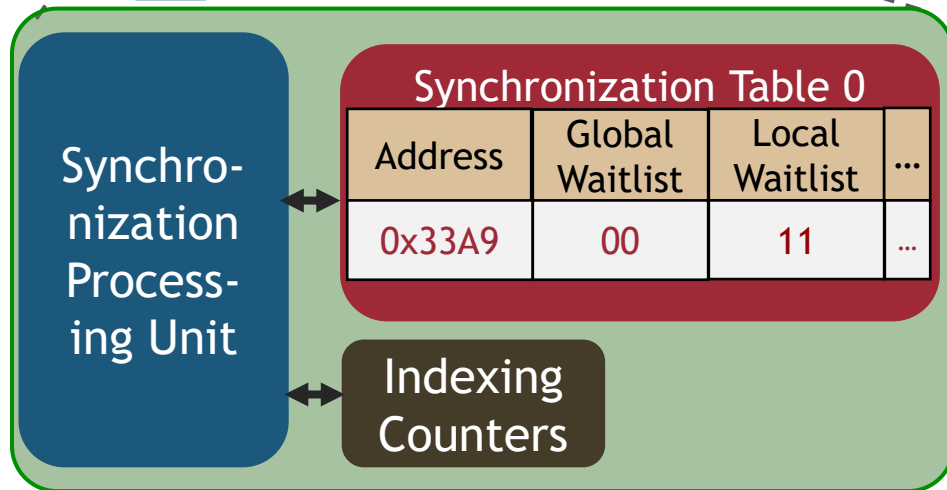 Synchro-
nization
Process-
ing Unit
Synchronization Table 0
Address Global Waitlist Local Waitlist ...
0x33A9 00 11 ...
Indexing
Counters